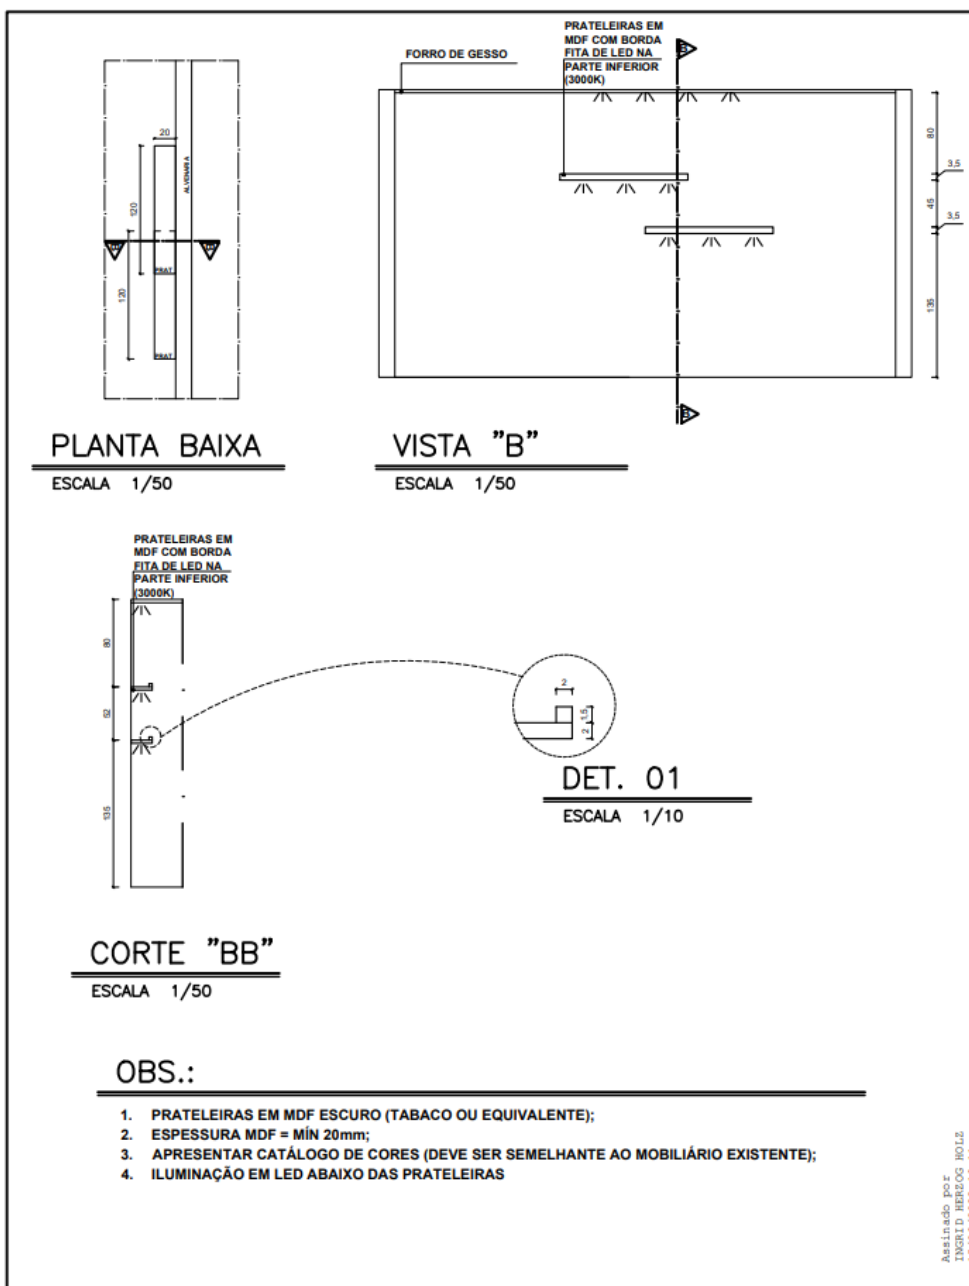 PRATELEIRAS EM
MDF COM BORDA
FITA DE LED NA
PARTE INFERIOR
(3000K)
FORRO DE GESSO
B
20
ALVENARIA
120
120
PRAT
PRAT
80
3,5
45
3,5
135
PLANTA BAIXA
ESCALA 1/50
VISTA "B"
ESCALA 1/50
PRATELEIRAS EM
MDF COM BORDA
FITA DE LED NA
PARTE INFERIOR
(3000K)
80
52
135
2
1,5
2
DET. 01
ESCALA 1/10
CORTE "BB"
ESCALA 1/50
OBS.:
1. PRATELEIRAS EM MDF ESCURO (TABACO OU EQUIVALENTE);
2. ESPESSURA MDF = MÍN 20mm;
3. APRESENTAR CATÁLOGO DE CORES (DEVE SER SEMELHANTE AO MOBILIÁRIO EXISTENTE);
4. ILUMINAÇÃO EM LED ABAIXO DAS PRATELEIRAS
Assinado por
INGRID HERZOG HOLZ